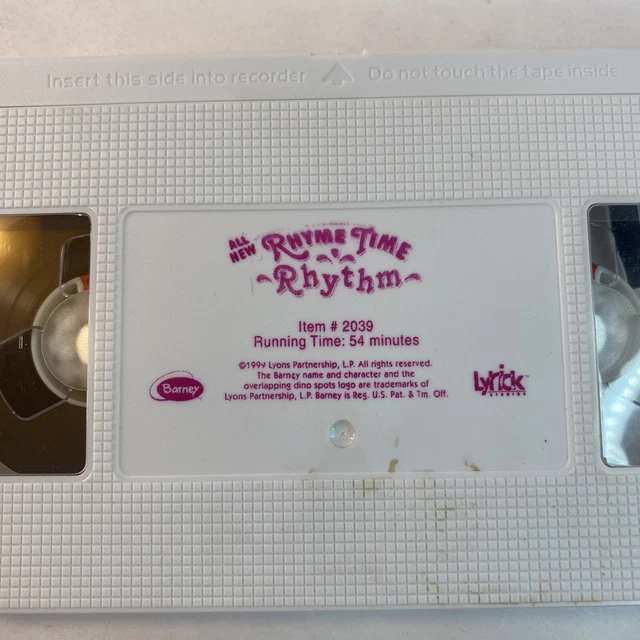 Insert this side into recorder Do not touch the tape inside
ALL NEW RHYME TIME
Rhythm
Item # 2039
Running Time: 54 minutes
©1999 Lyons Partnership, L.P. All rights reserved.
The Barney name and character and the
overlapping dino spots logo are trademarks of
Lyons Partnership, L.P. Barney is Reg. U.S. Pat. & Tm. Off.
Barney
Lyrick
STUDIOS